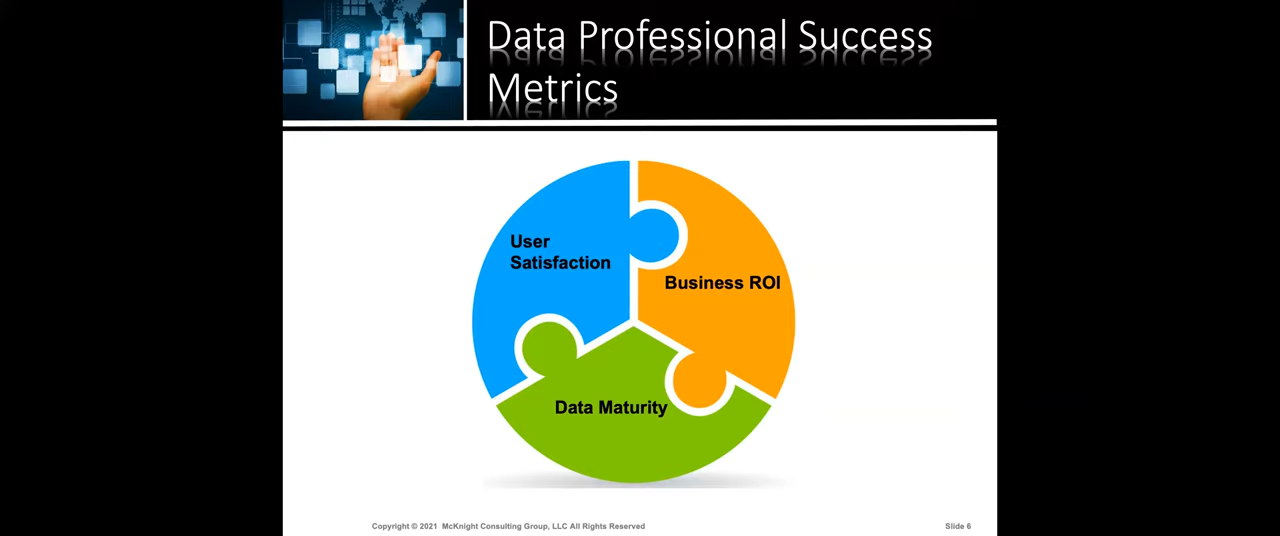 Data Professional Success
Metrics
User
Satisfaction
Business ROI
Data Maturity
Copyright © 2021 McKnight Consulting Group, LLC All Rights Reserved
Slide 6